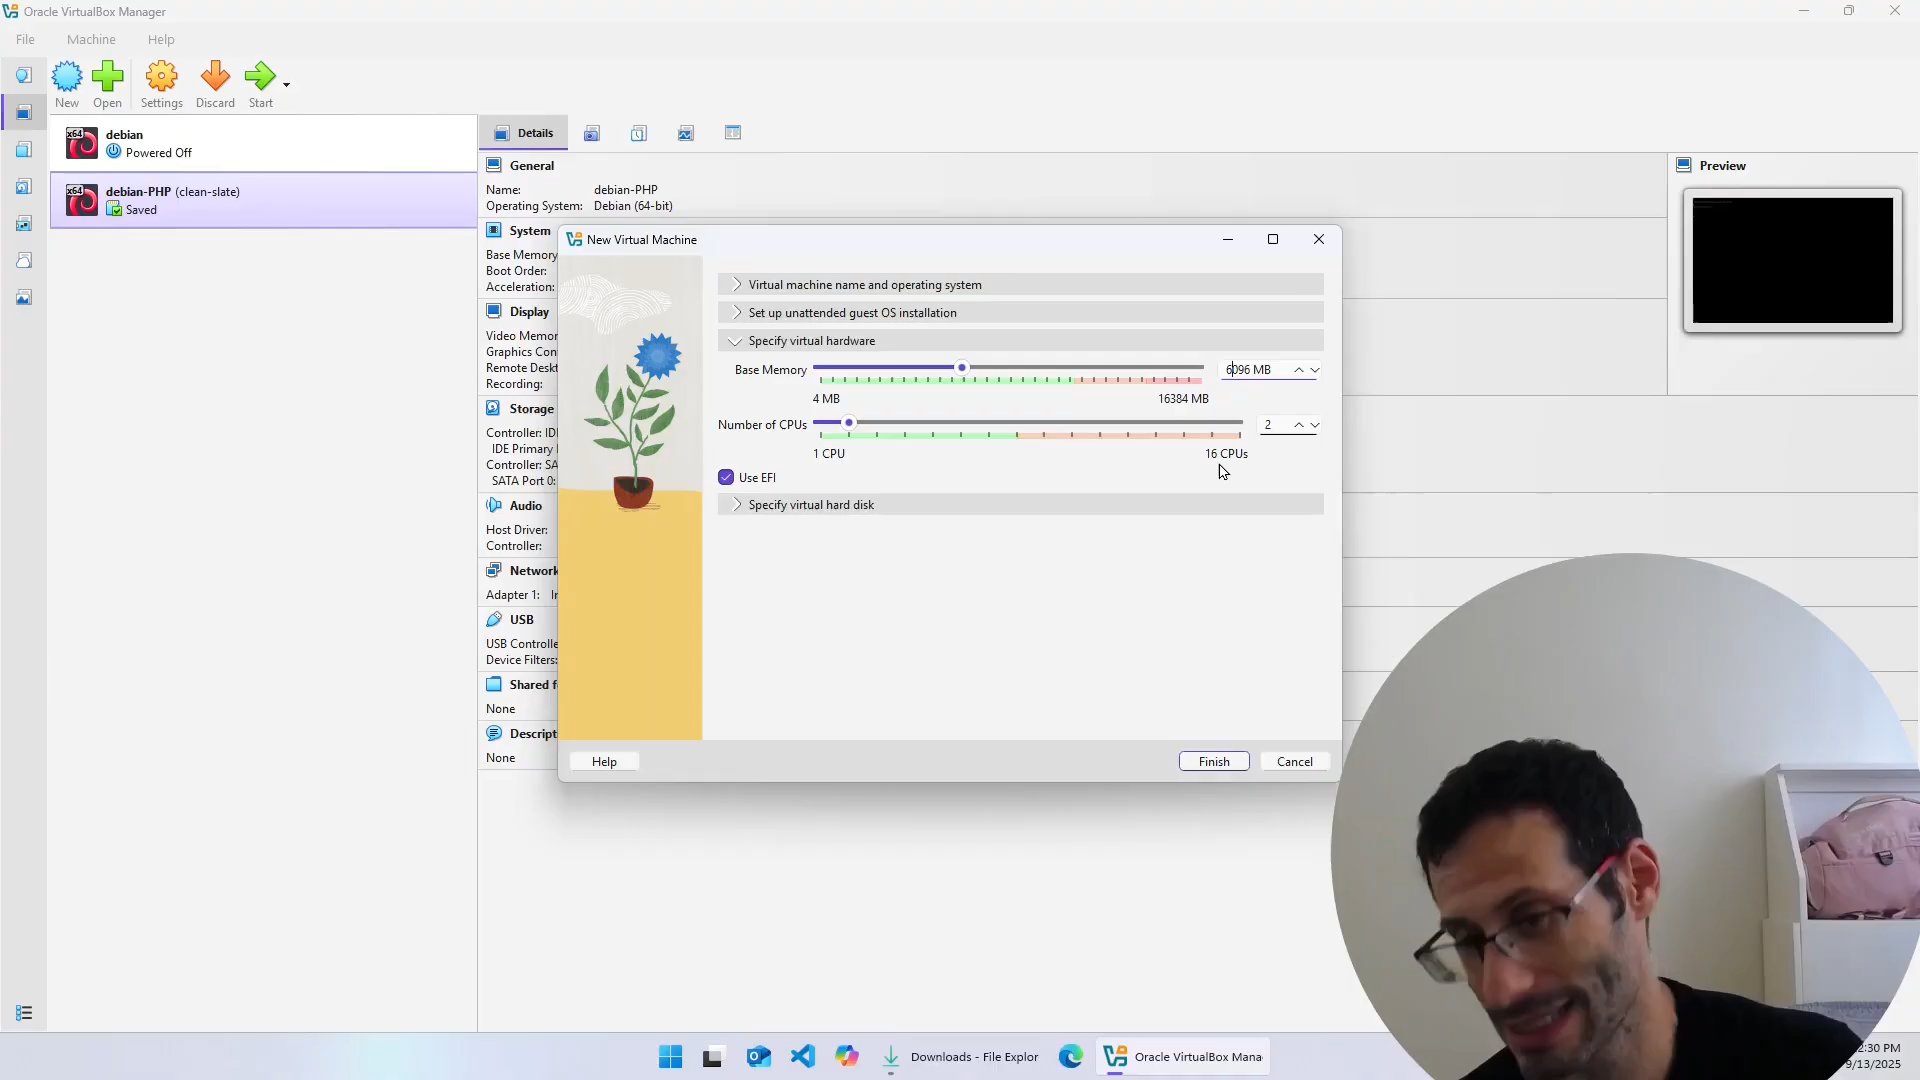 Oracle VirtualBox Manager
File Machine Help
New Open Settings Discard Start
x64 debian
Powered Off
x64 debian-PHP (clean-slate)
Saved
Details
General
Name: debian-PHP
Operating System: Debian (64-bit)
System
Base Memory
Boot Order:
Acceleration:
Display
Video Memor
Graphics Con
Remote Deskt
Recording:
Storage
Controller: IDE
IDE Primary
Controller: SA
SATA Port 0:
Audio
Host Driver:
Controller:
Network
Adapter 1: In
USB
USB Controlle
Device Filters:
Shared f
None
Descript
None
Preview
New Virtual Machine
Virtual machine name and operating system
Set up unattended guest OS installation
Specify virtual hardware
Base Memory 6096 MB
4 MB 16384 MB
Number of CPUs 2
1 CPU 16 CPUs
Use EFI
Specify virtual hard disk
Help Finish Cancel
Downloads - File Explor
Oracle VirtualBox Mana
2:30 PM
9/13/2025